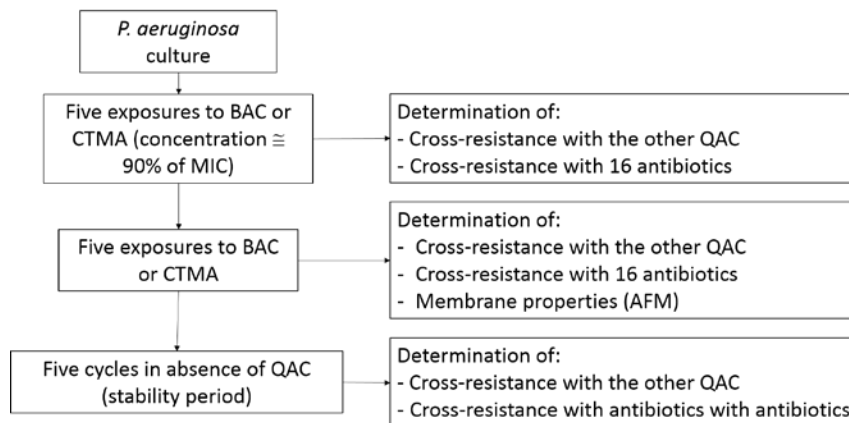 P. aeruginosa
culture
Five exposures to BAC or
CTMA (concentration ≅
90% of MIC)
Determination of:
- Cross-resistance with the other QAC
- Cross-resistance with 16 antibiotics
Five exposures to BAC
or CTMA
Determination of:
- Cross-resistance with the other QAC
- Cross-resistance with 16 antibiotics
- Membrane properties (AFM)
Five cycles in absence of QAC
(stability period)
Determination of:
- Cross-resistance with the other QAC
- Cross-resistance with antibiotics with antibiotics